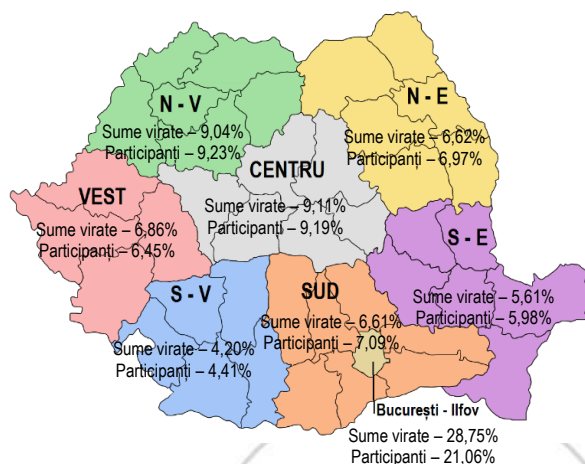 N - V
Sume virate – 9,04%
Participanți – 9,23%
N - E
Sume virate – 6,62%
Participanți – 6,97%
CENTRU
Sume virate – 9,11%
Participanți – 9,19%
VEST
Sume virate – 6,86%
Participanți – 6,45%
S - E
Sume virate – 5,61%
Participanți – 5,98%
S - V
Sume virate – 4,20%
Participanți – 4,41%
SUD
Sume virate – 6,61%
Participanți – 7,09%
București - Ilfov
Sume virate – 28,75%
Participanți – 21,06%